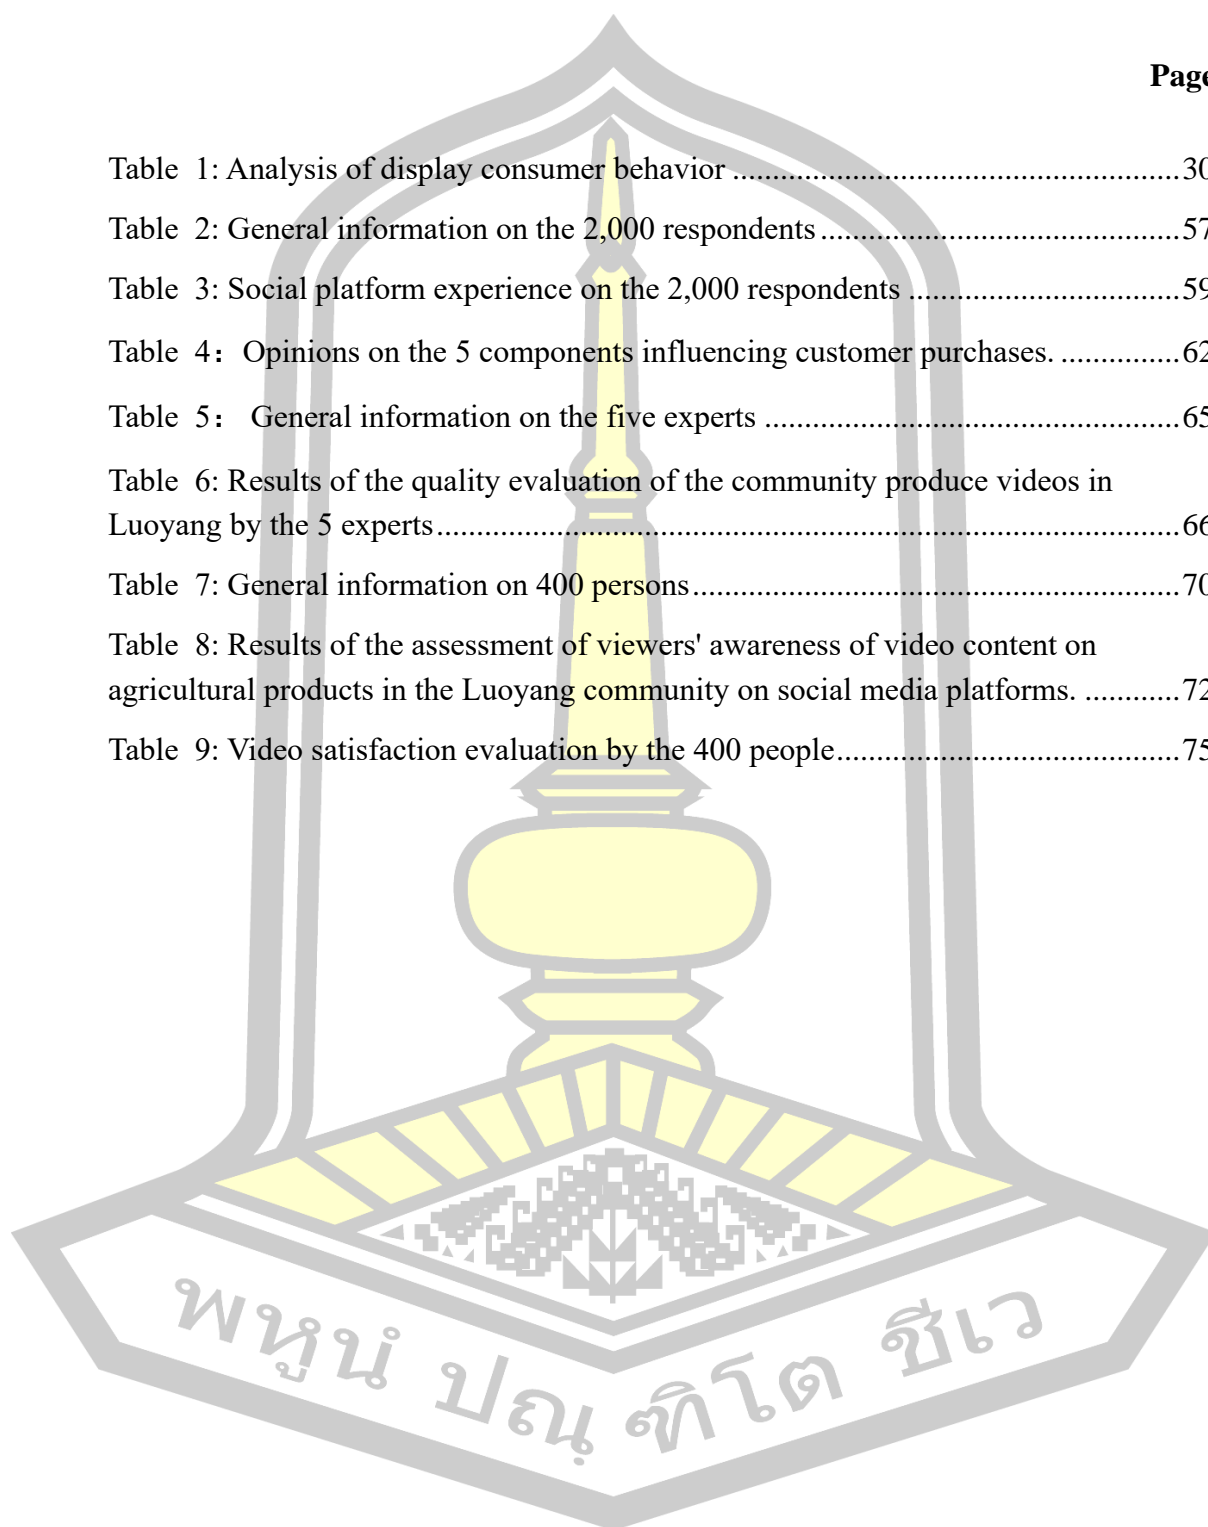 Page
Table  1: Analysis of display consumer behavior .....................................................30
Table  2: General information on the 2,000 respondents ...........................................57
Table  3: Social platform experience on the 2,000 respondents .................................59
Table  4：Opinions on the 5 components influencing customer purchases. ..............62
Table  5： General information on the five experts ..................................................65
Table  6: Results of the quality evaluation of the community produce videos in
Luoyang by the 5 experts.........................................................................................66
Table  7: General information on 400 persons...........................................................70
Table  8: Results of the assessment of viewers' awareness of video content on
agricultural products in the Luoyang community on social media platforms. ............72
Table  9: Video satisfaction evaluation by the 400 people.........................................75
พหูนํ ปณฺฑิโต ชีเว